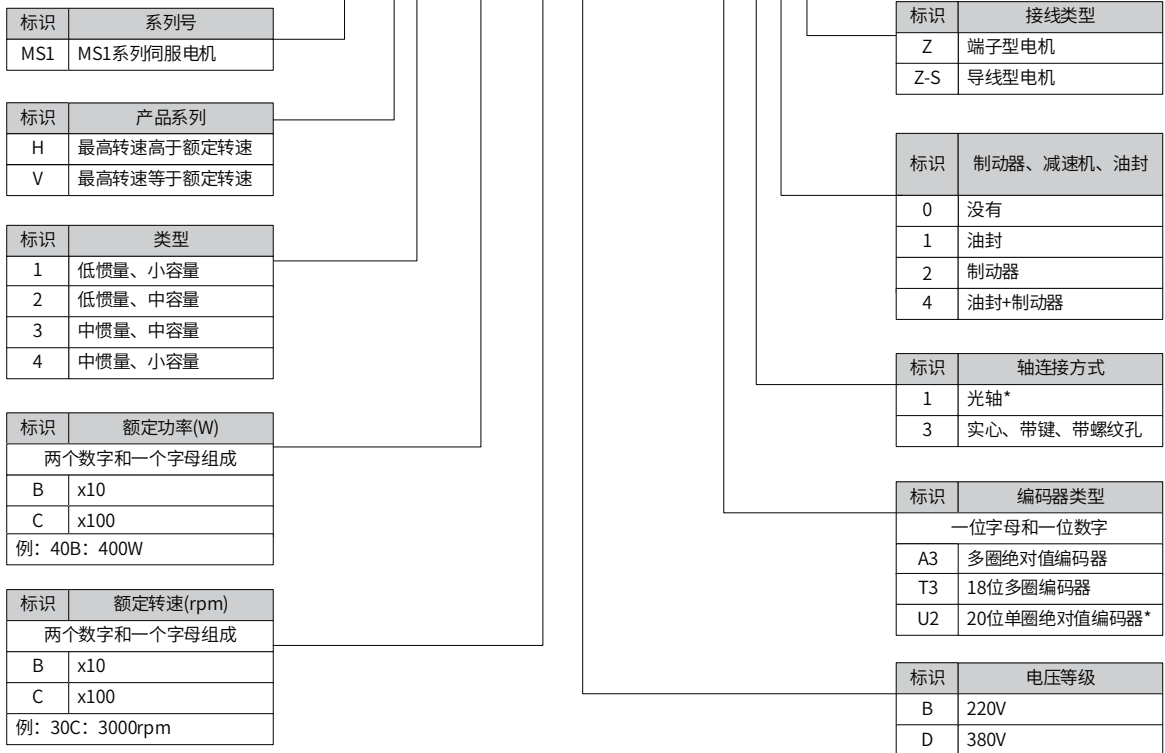 标识 系列号
MS1 MS1系列伺服电机
标识 产品系列
H 最高转速高于额定转速
V 最高转速等于额定转速
标识 类型
1 低惯量、小容量
2 低惯量、中容量
3 中惯量、中容量
4 中惯量、小容量
标识 额定功率(W)
两个数字和一个字母组成
B x10
C x100
例：40B：400W
标识 额定转速(rpm)
两个数字和一个字母组成
B x10
C x100
例：30C：3000rpm
标识 接线类型
Z 端子型电机
Z-S 导线型电机
标识 制动器、减速机、油封
0 没有
1 油封
2 制动器
4 油封+制动器
标识 轴连接方式
1 光轴*
3 实心、带键、带螺纹孔
标识 编码器类型
一位字母和一位数字
A3 多圈绝对值编码器
T3 18位多圈编码器
U2 20位单圈绝对值编码器*
标识 电压等级
B 220V
D 380V